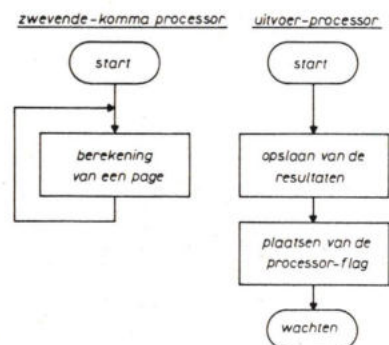 zwevende-komma processor
start
berekening
van een page
uitvoer-processor
start
opslaan van de
resultaten
plaatsen van de
processor-flag
wachten